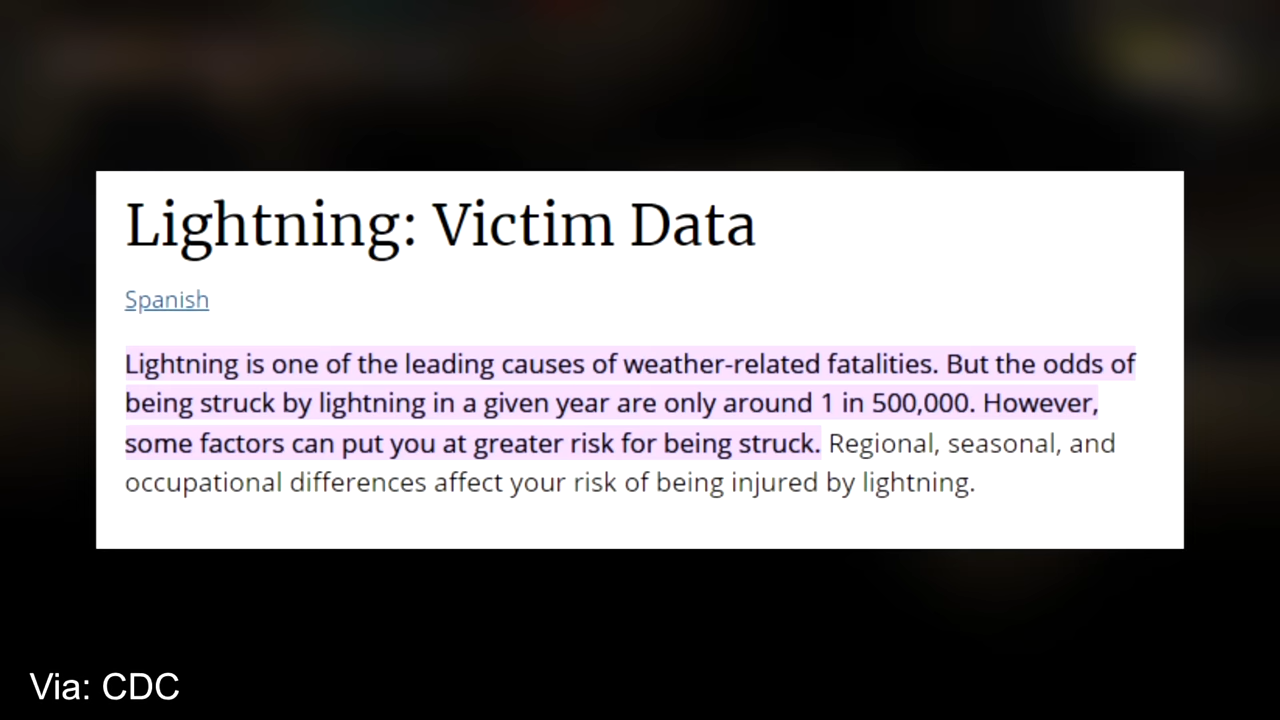 Lightning: Victim Data
Spanish
Lightning is one of the leading causes of weather-related fatalities. But the odds of
being struck by lightning in a given year are only around 1 in 500,000. However,
some factors can put you at greater risk for being struck. Regional, seasonal, and
occupational differences affect your risk of being injured by lightning.
Via: CDC